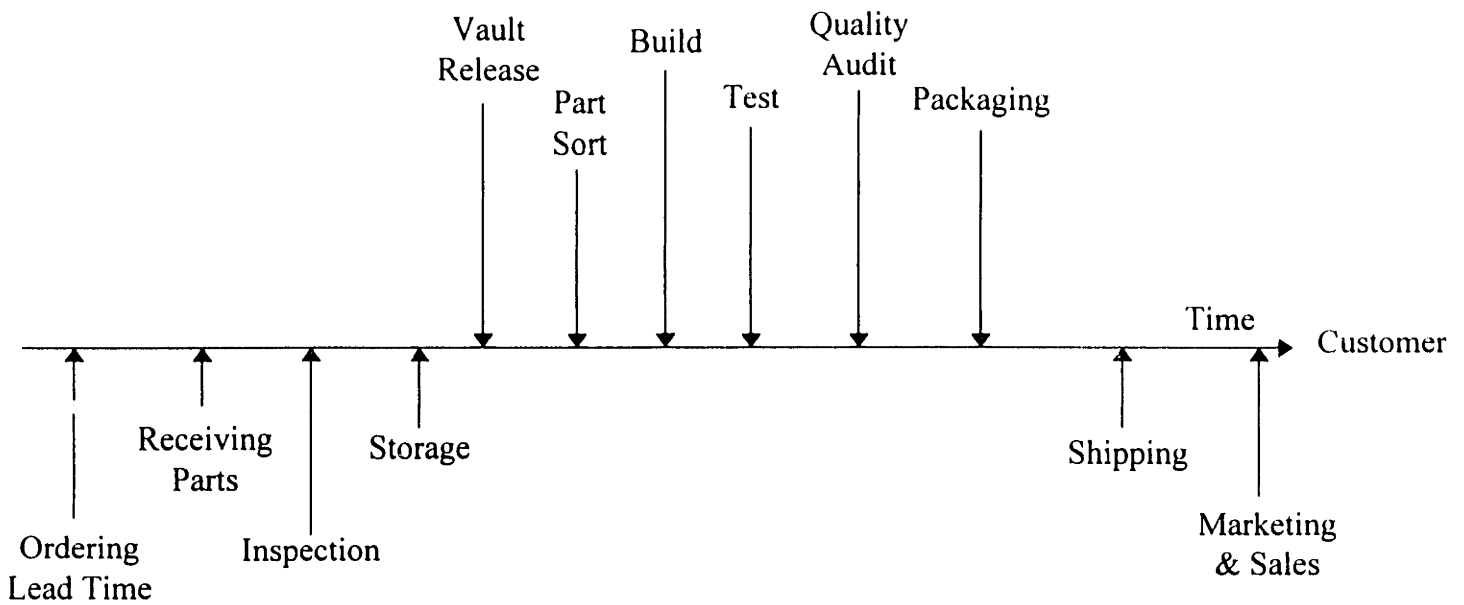 Vault
Release
Part
Sort
Build
Test
Quality
Audit
Packaging
Time
Customer
Ordering
Lead Time
Receiving
Parts
Inspection
Storage
Shipping
Marketing
& Sales